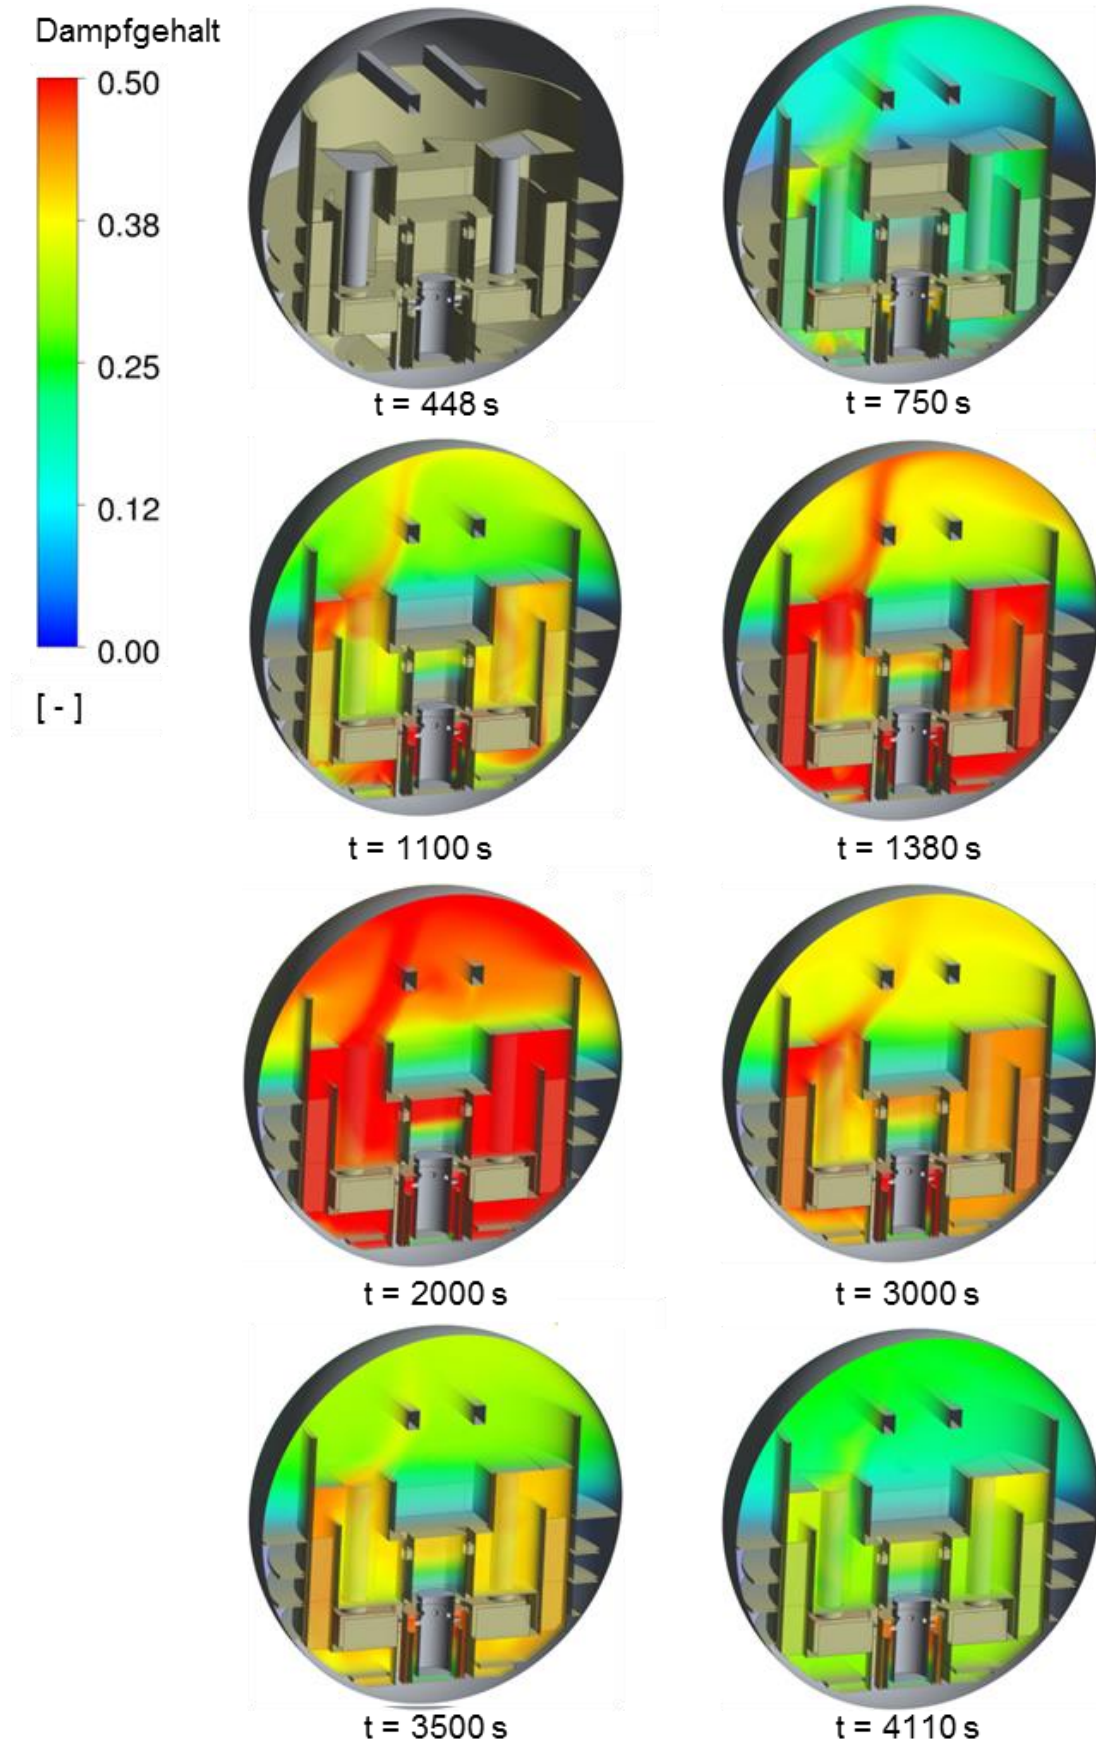 Dampfgehalt
0.50
0.38
0.25
0.12
0.00
[ - ]
t = 448 s
t = 750 s
t = 1100 s
t = 1380 s
t = 2000 s
t = 3000 s
t = 3500 s
t = 4110 s